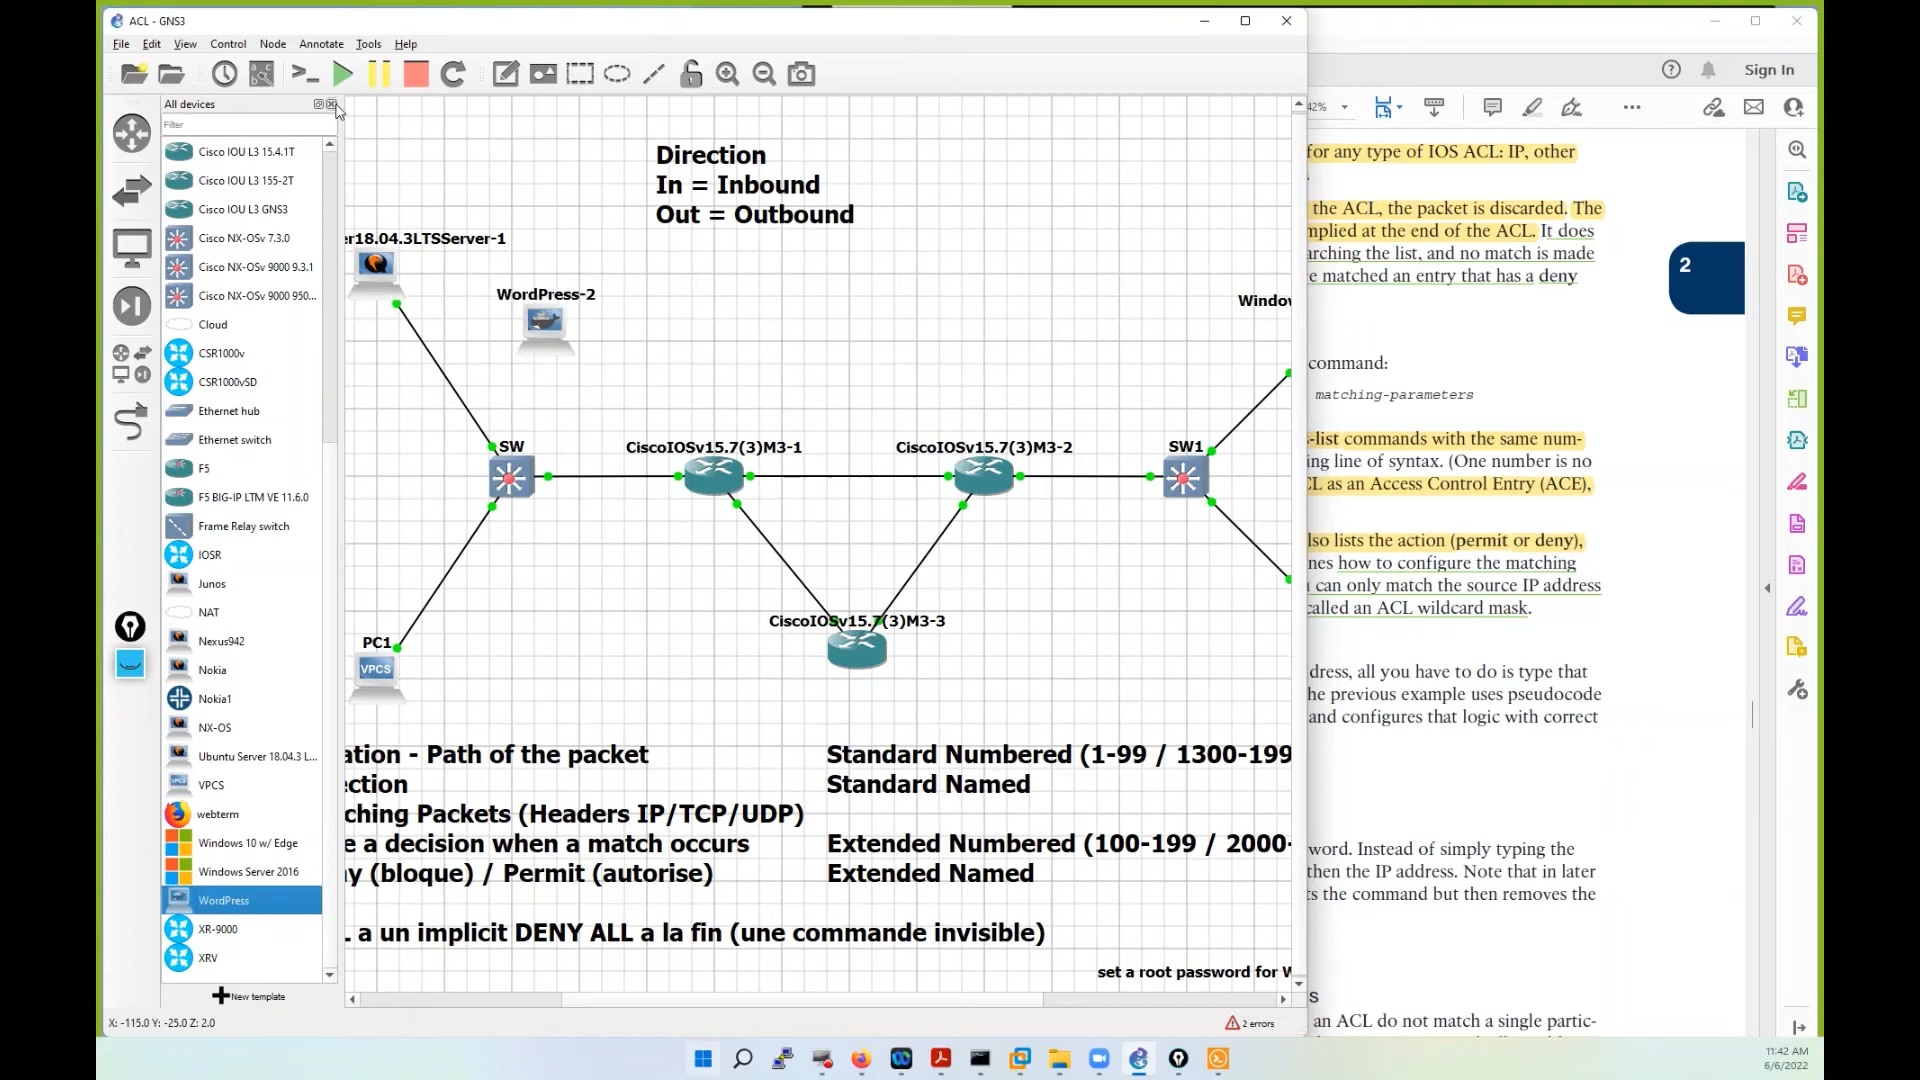 ACL - GNS3
File Edit View Control Node Annotate Tools Help
Sign In
All devices
Filter
Cisco IOU L3 15.4.1T
Cisco IOU L3 155-2T
Cisco IOU L3 GNS3
Cisco NX-OSv 7.3.0
Cisco NX-OSv 9000 9.3.1
Cisco NX-OSv 9000 950...
Cloud
CSR1000v
CSR1000vSD
Ethernet hub
Ethernet switch
F5
F5 BIG-IP LTM VE 11.6.0
Frame Relay switch
IOSR
Junos
NAT
Nexus942
Nokia
Nokia1
NX-OS
Ubuntu Server 18.04.3 L...
VPCS
webterm
Windows 10 w/ Edge
Windows Server 2016
WordPress
XR-9000
XRV
New template
X: -115.0 Y: -25.0 Z: 2.0
Direction
In = Inbound
Out = Outbound
er18.04.3LTSServer-1
WordPress-2
Window
SW
CiscoIOSv15.7(3)M3-1
CiscoIOSv15.7(3)M3-2
SW1
CiscoIOSv15.7(3)M3-3
PC1
VPCS
ation - Path of the packet
ection
ching Packets (Headers IP/TCP/UDP)
e a decision when a match occurs
ny (bloque) / Permit (autorise)
Standard Numbered (1-99 / 1300-199
Standard Named
Extended Numbered (100-199 / 2000-
Extended Named
a un implicit DENY ALL a la fin (une commande invisible)
set a root password for W
2 errors
42%
for any type of IOS ACL: IP, other
the ACL, the packet is discarded. The
mplied at the end of the ACL. It does
arching the list, and no match is made
e matched an entry that has a deny
2
command:
matching-parameters
s-list commands with the same num-
ing line of syntax. (One number is no
CL as an Access Control Entry (ACE),
lso lists the action (permit or deny),
nes how to configure the matching
can only match the source IP address
called an ACL wildcard mask.
dress, all you have to do is type that
he previous example uses pseudocode
and configures that logic with correct
word. Instead of simply typing the
then the IP address. Note that in later
ts the command but then removes the
s
an ACL do not match a single partic-
11:42 AM
6/6/2022